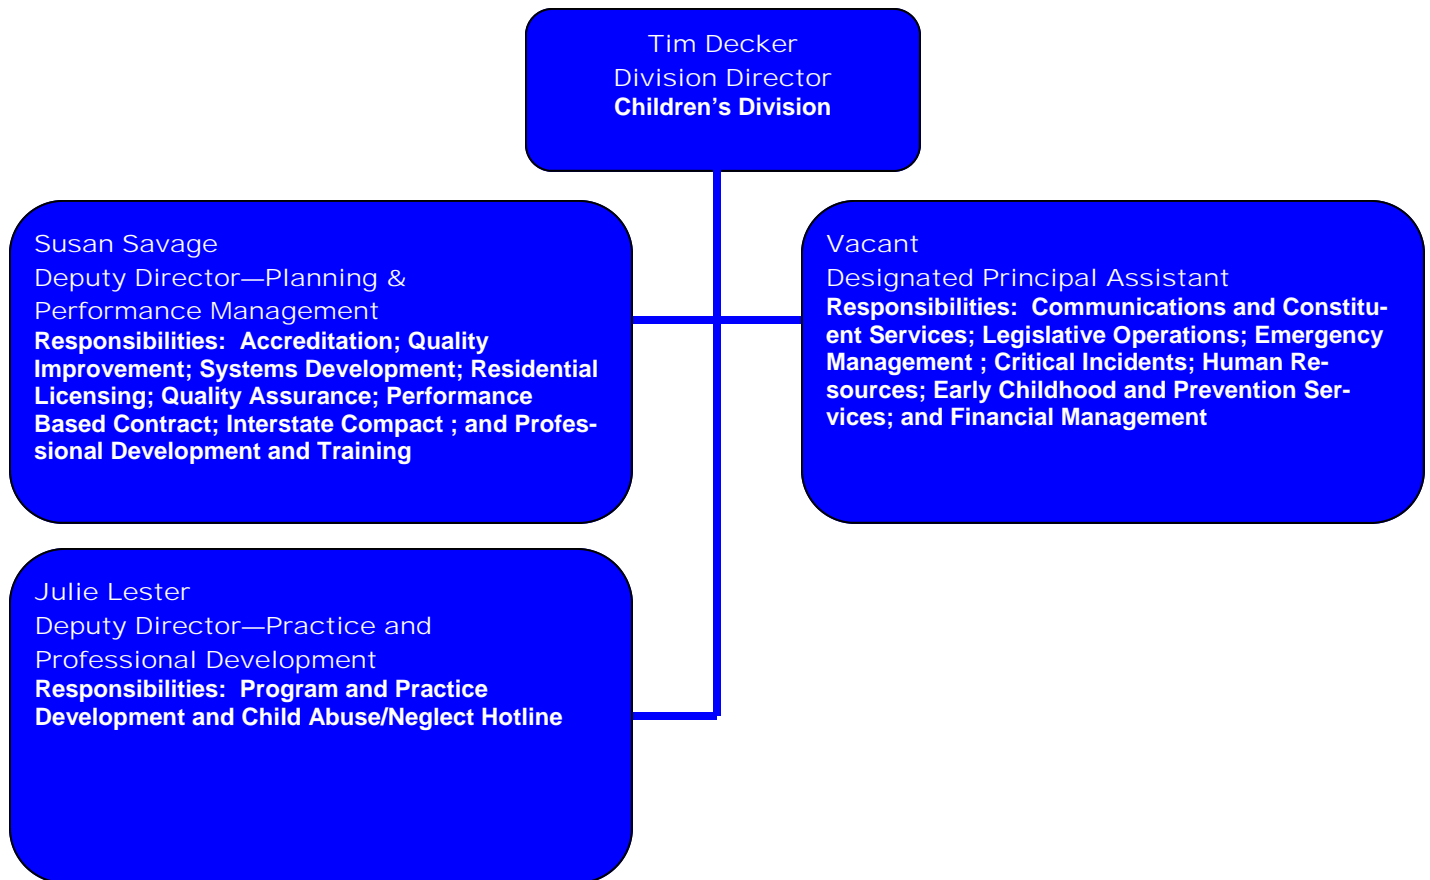 Tim Decker
Division Director
Children’s Division
Susan Savage
Deputy Director—Planning &
Performance Management
Responsibilities:  Accreditation; Quality
Improvement; Systems Development; Residential
Licensing; Quality Assurance; Performance
Based Contract; Interstate Compact ; and Profes-
sional Development and Training
Vacant
Designated Principal Assistant
Responsibilities:  Communications and Constitu-
ent Services; Legislative Operations; Emergency
Management ; Critical Incidents; Human Re-
sources; Early Childhood and Prevention Ser-
vices; and Financial Management
Julie Lester
Deputy Director—Practice and
Professional Development
Responsibilities:  Program and Practice
Development and Child Abuse/Neglect Hotline